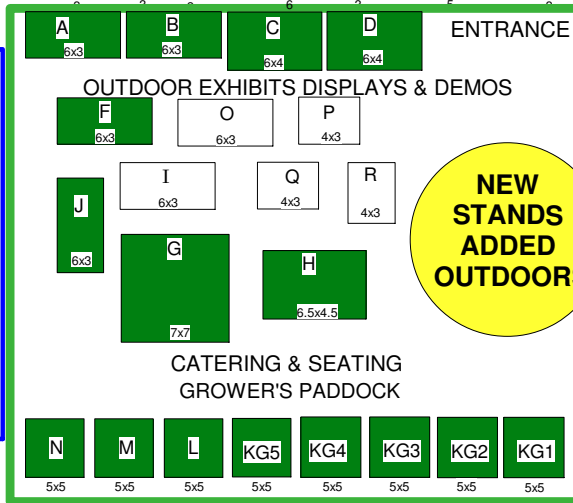 A B C D ENTRANCE
6x3 6x3 6x4 6x4
OUTDOOR EXHIBITS DISPLAYS & DEMOS
F O P
6x3 6x3 4x3
I Q R
6x3 4x3 4x3
J
6x3
NEW
STANDS
ADDED
OUTDOORS
G H
7x7 6.5x4.5
CATERING & SEATING
GROWER'S PADDOCK
N M L KG5 KG4 KG3 KG2 KG1
5x5 5x5 5x5 5x5 5x5 5x5 5x5 5x5